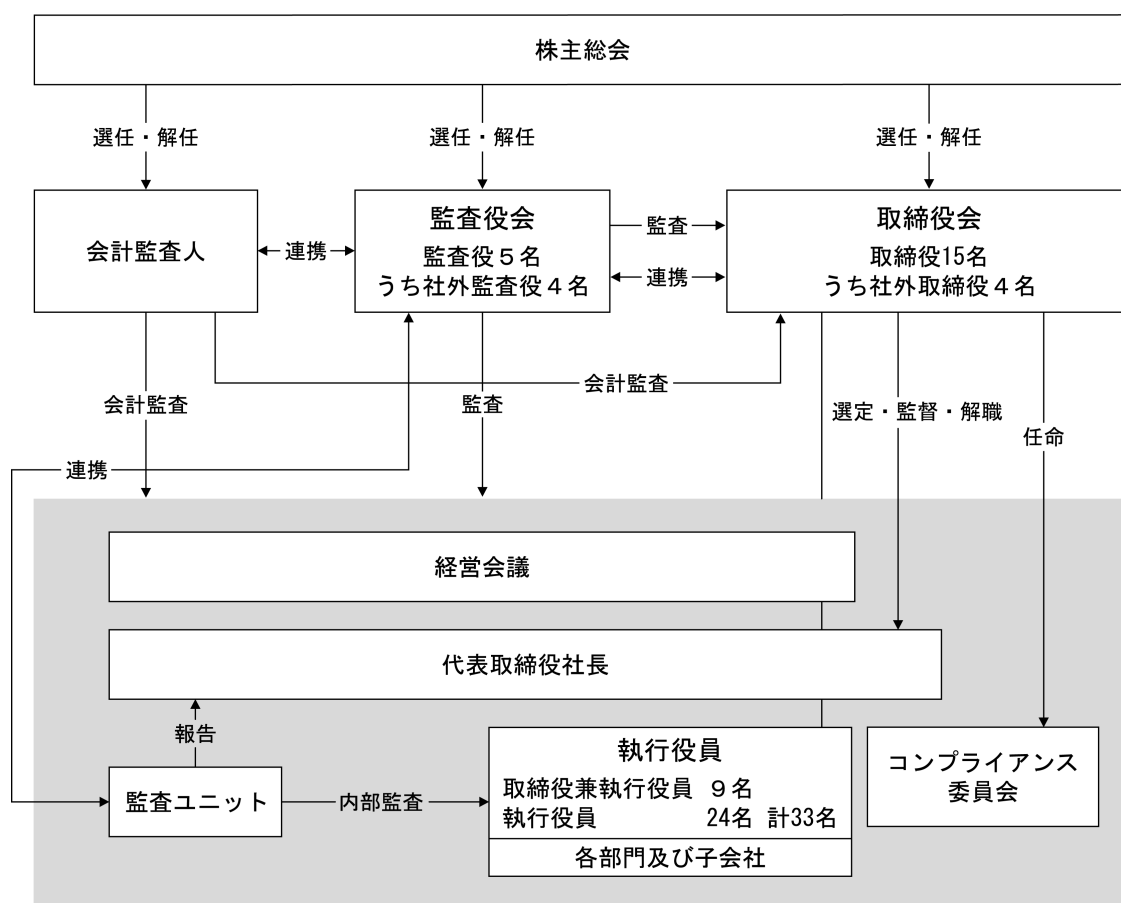 株主総会
選任・解任
選任・解任
選任・解任
会計監査人
連携
監査役会
監査役５名
うち社外監査役４名
監査
連携
取締役会
取締役15名
うち社外取締役４名
会計監査
監査
会計監査
選定・監督・解職
任命
連携
経営会議
代表取締役社長
報告
監査ユニット
内部監査
執行役員
取締役兼執行役員 ９名
執行役員 24名 計33名
各部門及び子会社
コンプライアンス
委員会